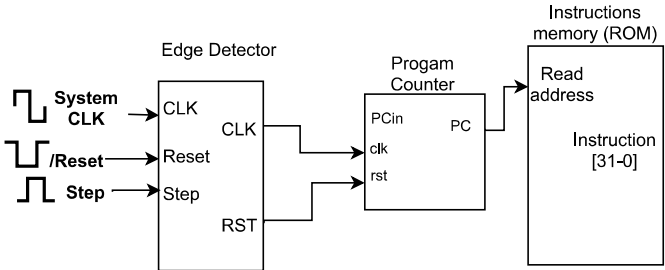 Instructions
memory (ROM)
Edge Detector
Progam
Counter
System
CLK
/Reset
Step
CLK
Reset
Step
CLK
RST
PCin
clk
rst
PC
Read
address
Instruction
[31-0]